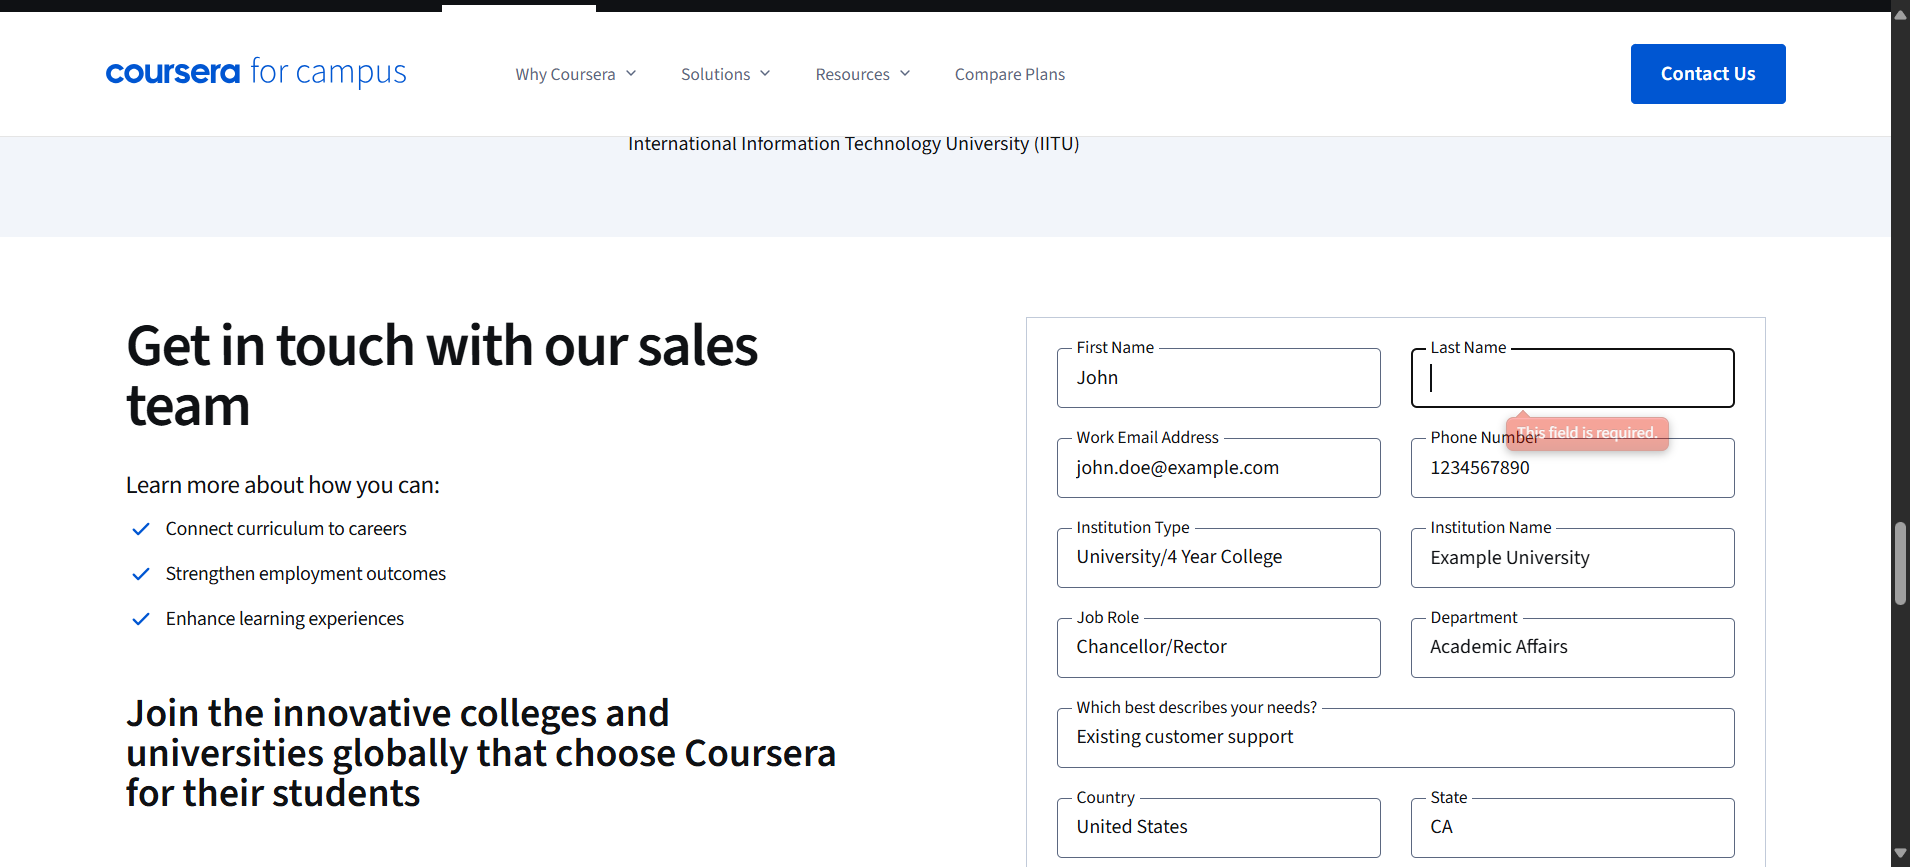 coursera for campus
Why Coursera
Solutions
Resources
Compare Plans
Contact Us
International Information Technology University (IITU)
Get in touch with our sales
team
Learn more about how you can:
Connect curriculum to careers
Strengthen employment outcomes
Enhance learning experiences
Join the innovative colleges and
universities globally that choose Coursera
for their students
First Name
John
Last Name
This field is required.
Work Email Address
john.doe@example.com
Phone Number
1234567890
Institution Type
University/4 Year College
Institution Name
Example University
Job Role
Chancellor/Rector
Department
Academic Affairs
Which best describes your needs?
Existing customer support
Country
United States
State
CA